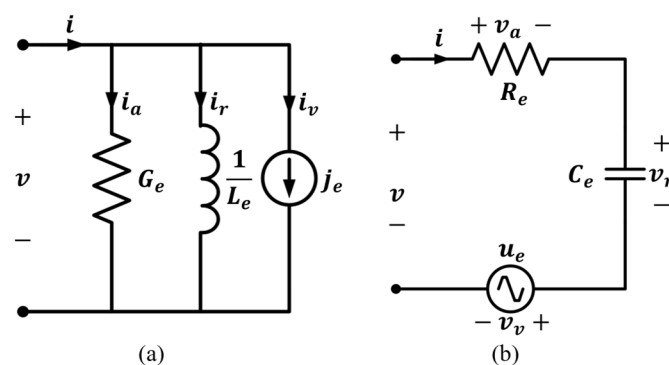 i
+
v
−
i_a
G_e
i_r
1
L_e
i_v
j_e
(a)
i
+ v_a −
R_e
+
v
−
C_e
+
v_r
−
u_e
− v_v +
(b)